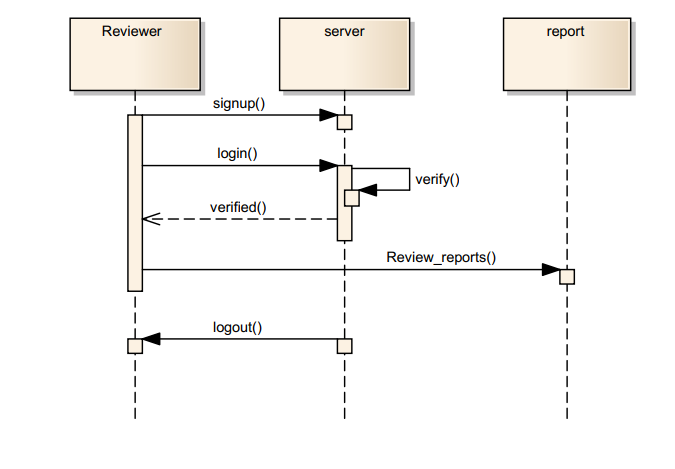 Reviewer
server
report
signup()
login()
verify()
verified()
Review_reports()
logout()